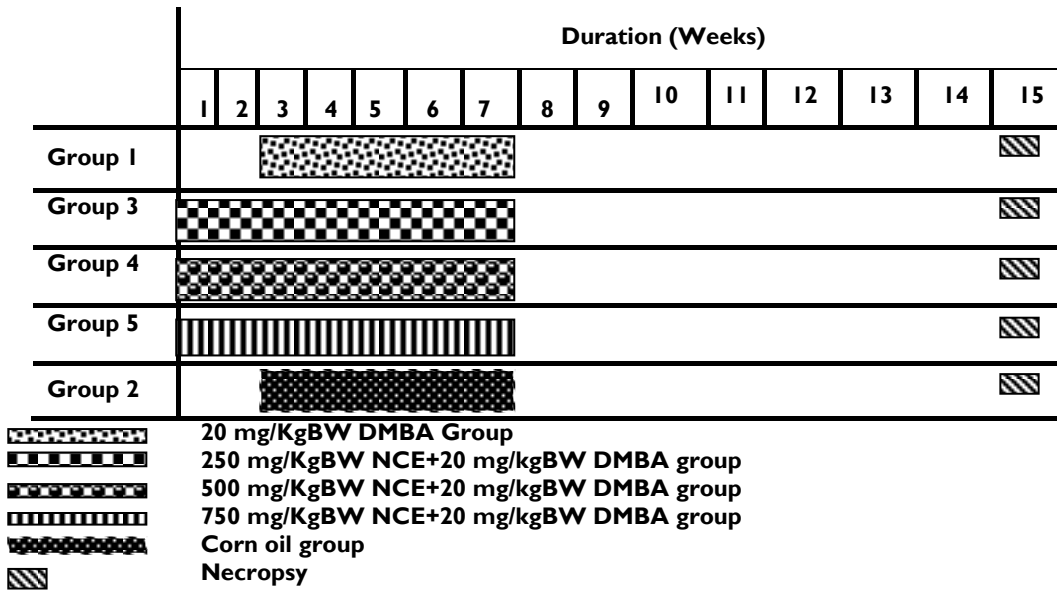 Duration (Weeks)
1 2 3 4 5 6 7 8 9 10 11 12 13 14 15
Group 1
Group 3
Group 4
Group 5
Group 2
20 mg/KgBW DMBA Group
250 mg/KgBW NCE+20 mg/kgBW DMBA group
500 mg/KgBW NCE+20 mg/kgBW DMBA group
750 mg/KgBW NCE+20 mg/kgBW DMBA group
Corn oil group
Necropsy